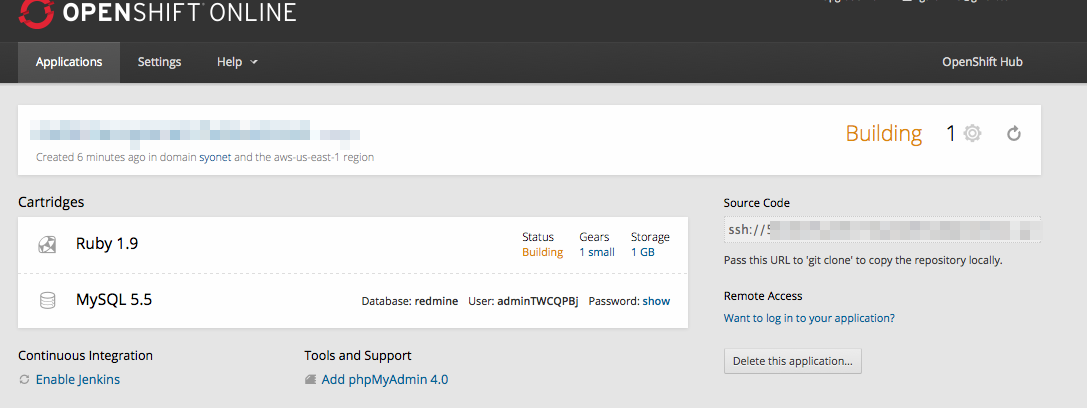 OPENSHIFT ONLINE
Applications Settings Help OpenShift Hub
Building 1
Created 6 minutes ago in domain syonet and the aws-us-east-1 region
Cartridges
Ruby 1.9
Status Gears Storage
Building 1 small 1 GB
MySQL 5.5
Database: redmine User: adminTWCQPBj Password: show
Continuous Integration
Enable Jenkins
Tools and Support
Add phpMyAdmin 4.0
Source Code
ssh://
Pass this URL to 'git clone' to copy the repository locally.
Remote Access
Want to log in to your application?
Delete this application...